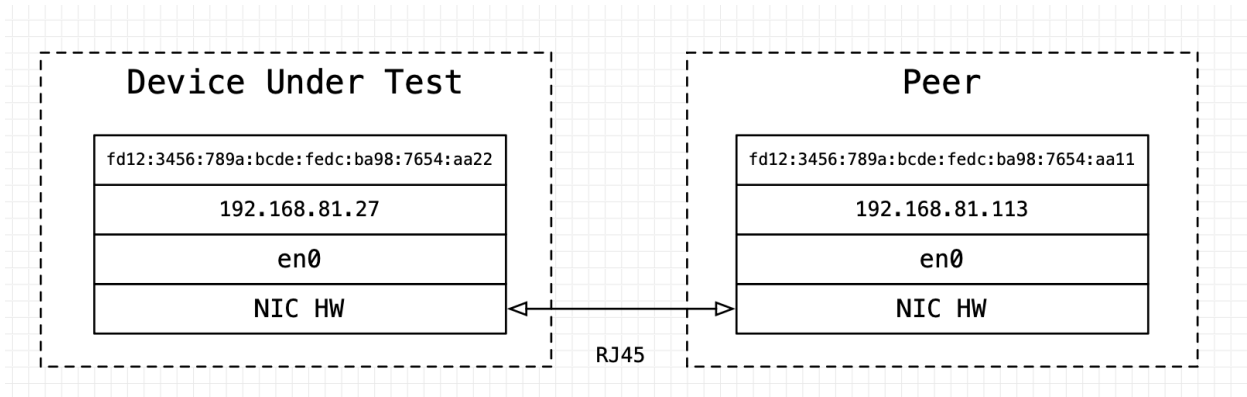 Device Under Test
fd12:3456:789a:bcde:fedc:ba98:7654:aa22
192.168.81.27
en0
NIC HW
RJ45
Peer
fd12:3456:789a:bcde:fedc:ba98:7654:aa11
192.168.81.113
en0
NIC HW